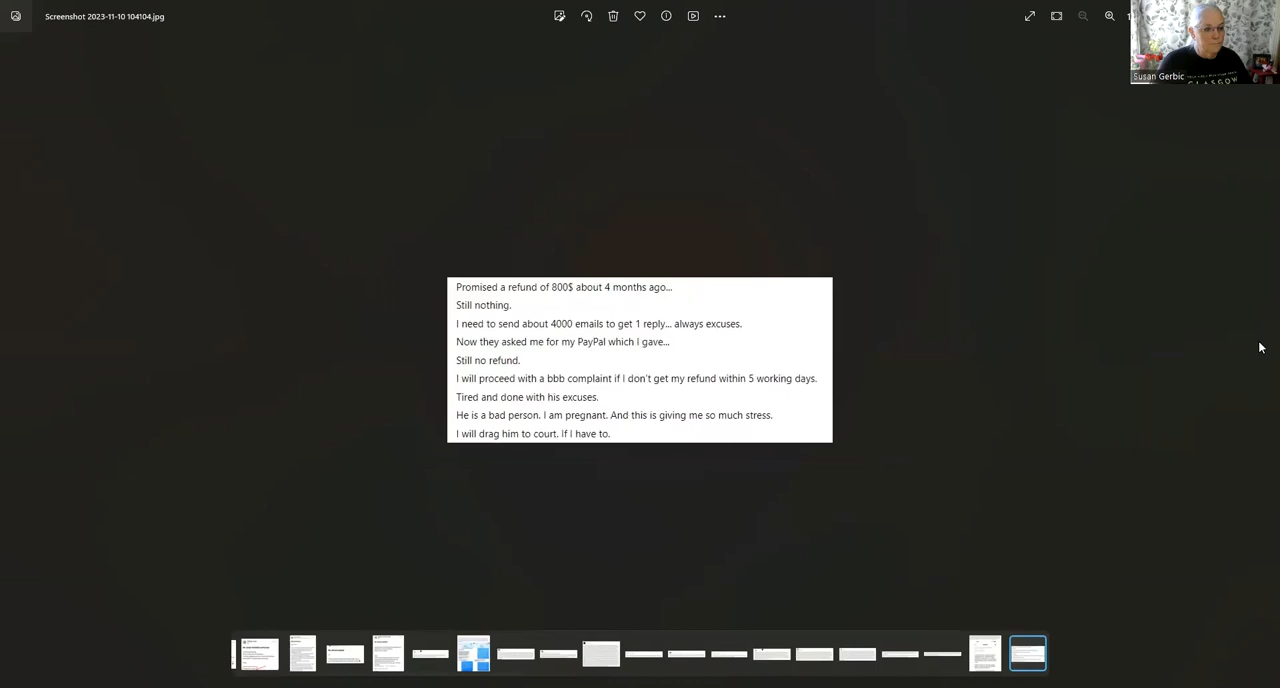 Screenshot 2023-11-10 104104.jpg
Susan Gerbic
GLASGOW
Promised a refund of 800$ about 4 months ago...
Still nothing.
I need to send about 4000 emails to get 1 reply... always excuses.
Now they asked me for my PayPal which I gave...
Still no refund.
I will proceed with a bbb complaint if I don't get my refund within 5 working days.
Tired and done with his excuses.
He is a bad person. I am pregnant. And this is giving me so much stress.
I will drag him to court. If I have to.